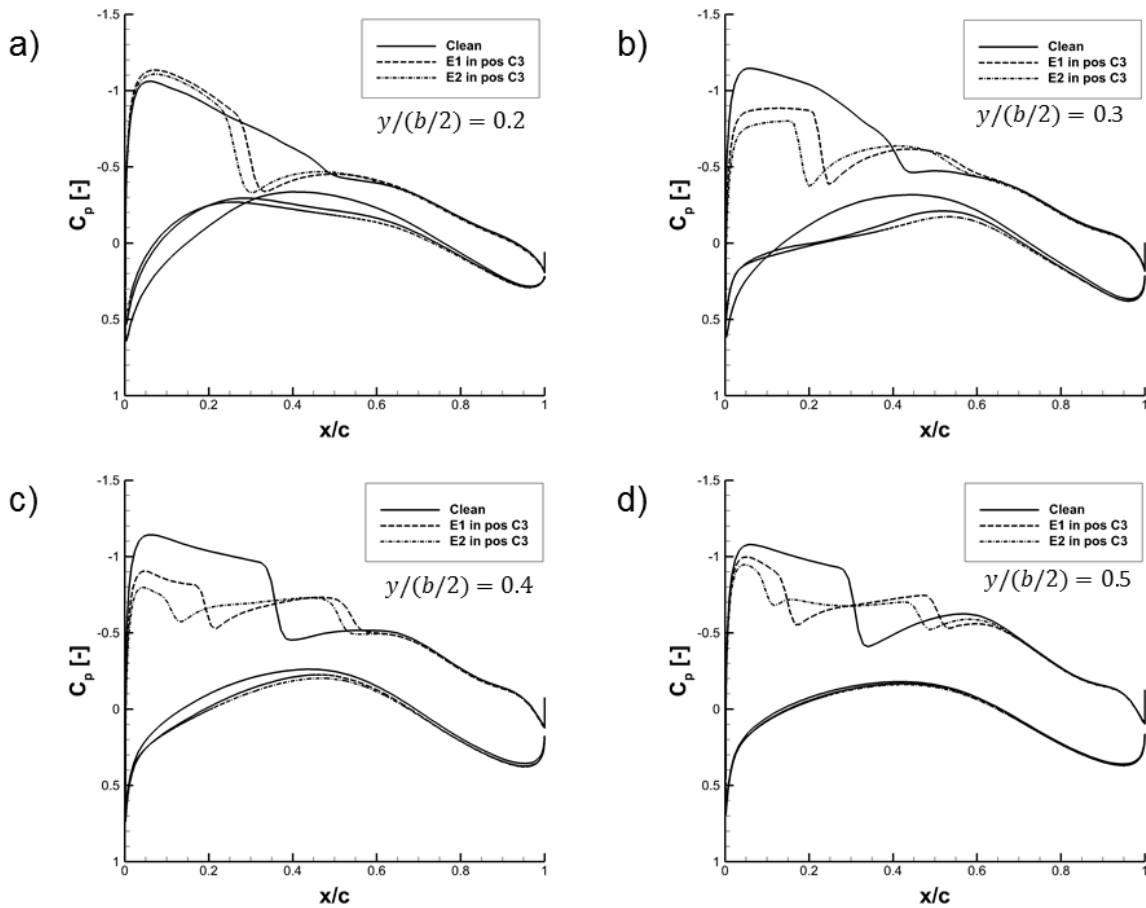 a)
-1.5
-1
-0.5
0
0.5
1
C_p [-]
Clean
E1 in pos C3
E2 in pos C3
y/(b/2) = 0.2
0 0.2 0.4 0.6 0.8 1
x/c
b)
-1.5
-1
-0.5
0
0.5
1
C_p [-]
Clean
E1 in pos C3
E2 in pos C3
y/(b/2) = 0.3
0 0.2 0.4 0.6 0.8 1
x/c
c)
-1.5
-1
-0.5
0
0.5
1
C_p [-]
Clean
E1 in pos C3
E2 in pos C3
y/(b/2) = 0.4
0 0.2 0.4 0.6 0.8 1
x/c
d)
-1.5
-1
-0.5
0
0.5
1
C_p [-]
Clean
E1 in pos C3
E2 in pos C3
y/(b/2) = 0.5
0 0.2 0.4 0.6 0.8 1
x/c